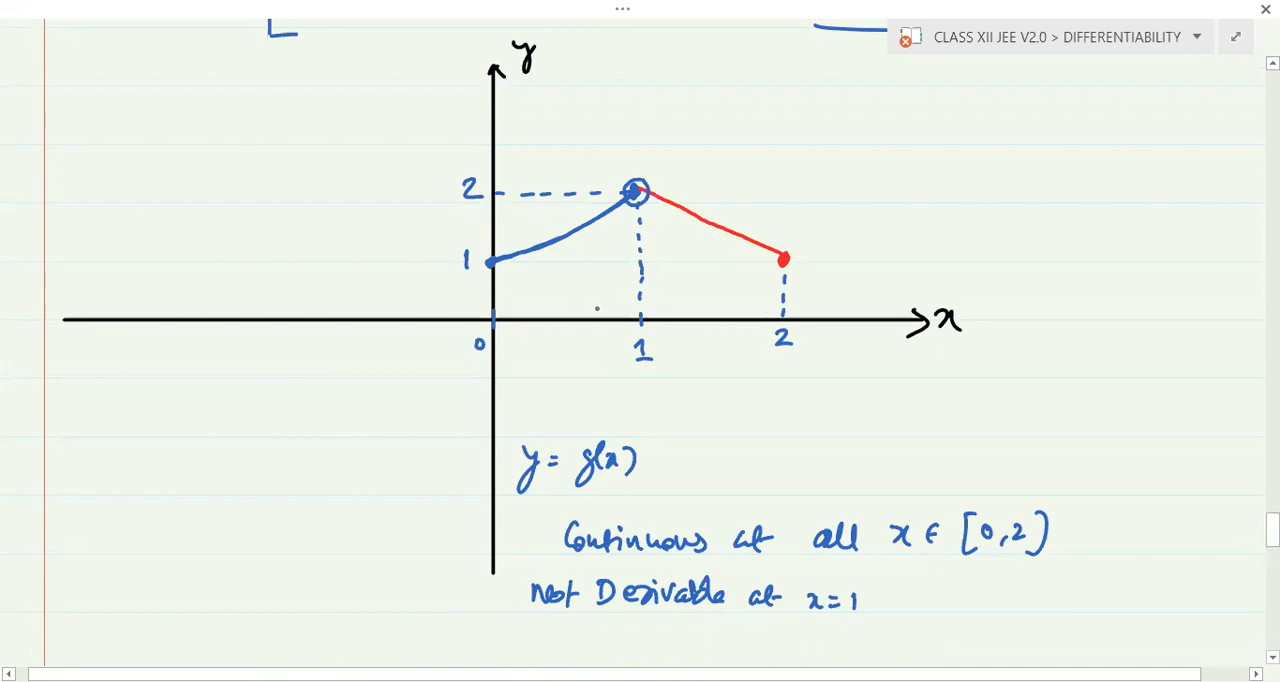 CLASS XII JEE V2.0 > DIFFERENTIABILITY
y
2
1
x
0
1
2
y = g(x)
Continuous at all x ∈ [0,2)
Not Derivable at x=1